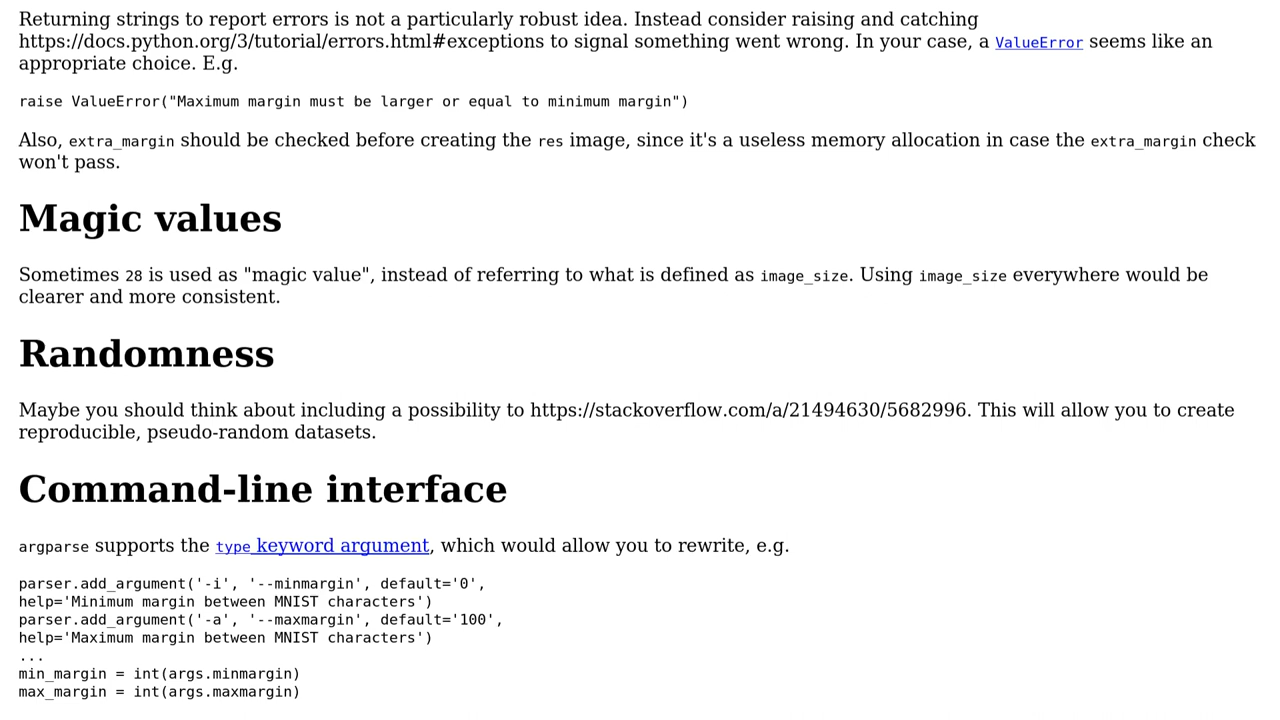 Returning strings to report errors is not a particularly robust idea. Instead consider raising and catching
https://docs.python.org/3/tutorial/errors.html#exceptions to signal something went wrong. In your case, a ValueError seems like an
appropriate choice. E.g.
raise ValueError("Maximum margin must be larger or equal to minimum margin")
Also, extra_margin should be checked before creating the res image, since it's a useless memory allocation in case the extra_margin check
won't pass.
Magic values
Sometimes 28 is used as "magic value", instead of referring to what is defined as image_size. Using image_size everywhere would be
clearer and more consistent.
Randomness
Maybe you should think about including a possibility to https://stackoverflow.com/a/21494630/5682996. This will allow you to create
reproducible, pseudo-random datasets.
Command-line interface
argparse supports the type keyword argument, which would allow you to rewrite, e.g.
parser.add_argument('-i', '--minmargin', default='0',
help='Minimum margin between MNIST characters')
parser.add_argument('-a', '--maxmargin', default='100',
help='Maximum margin between MNIST characters')
...
min_margin = int(args.minmargin)
max_margin = int(args.maxmargin)